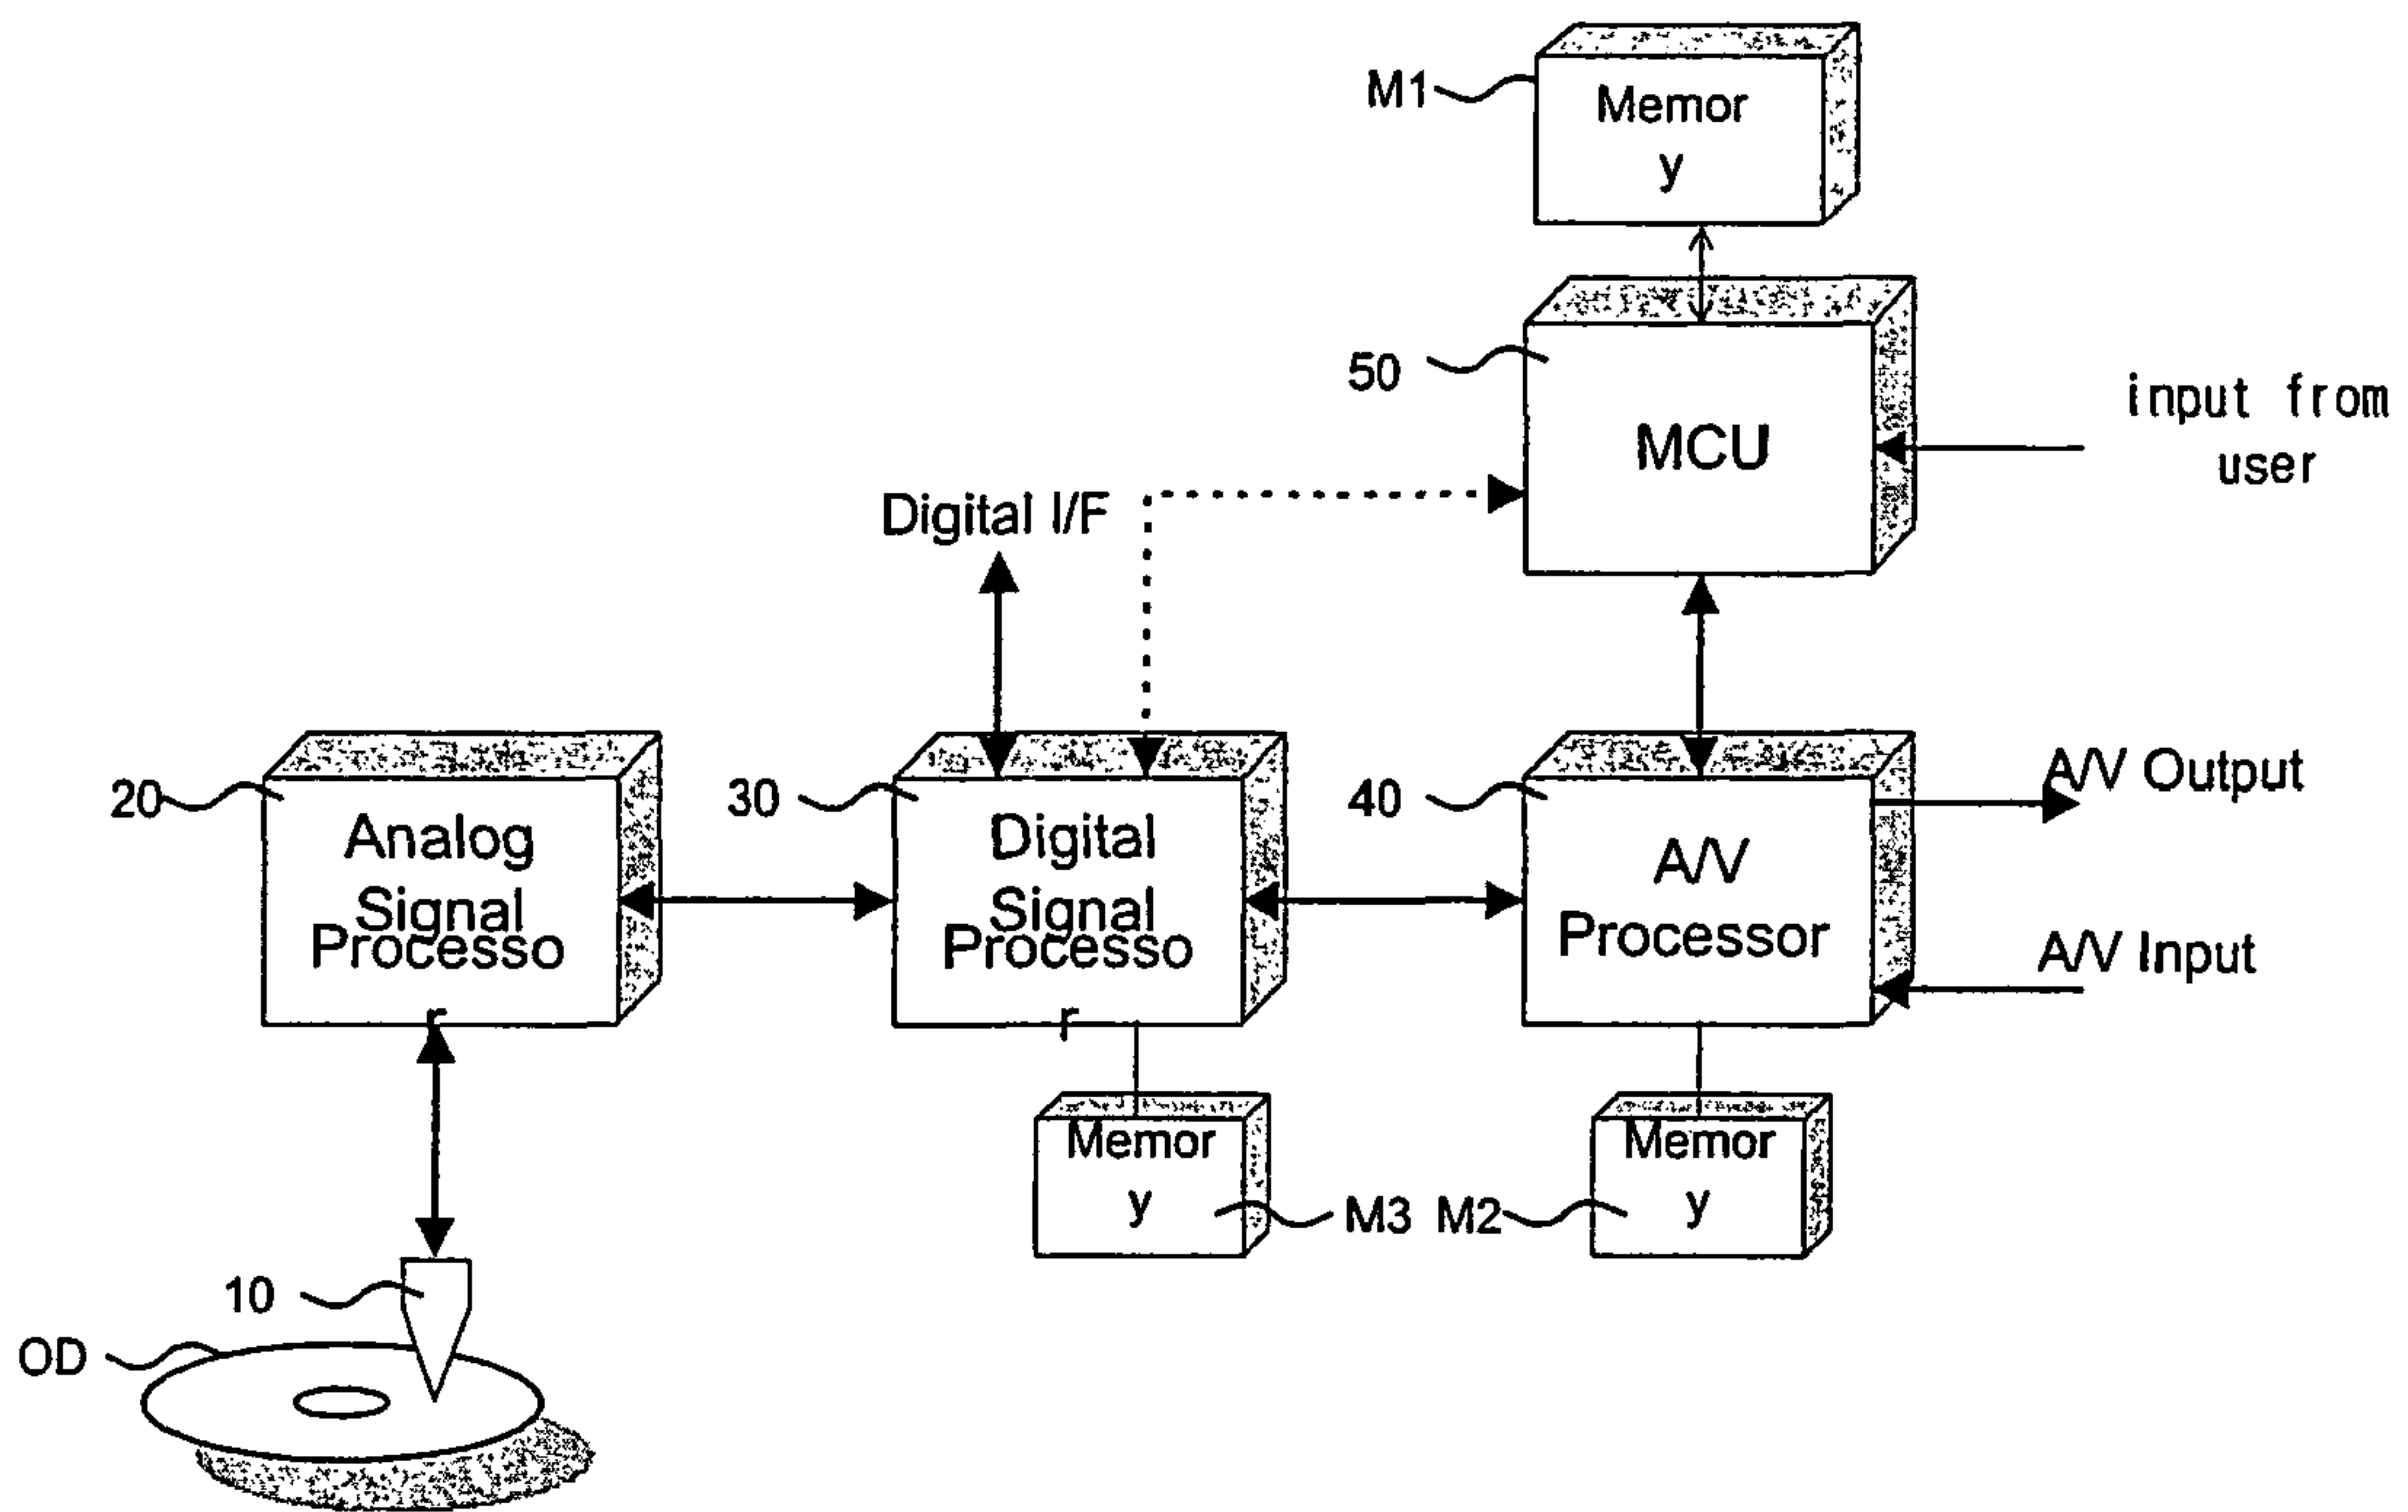 M1
Memor
y
50
MCU
input from
user
Digital I/F
20
Analog
Signal
Processo
r
30
Digital
Signal
Processo
r
40
A/V
Processor
A/V Output
A/V Input
Memor
y
M3
M2
Memor
y
10
OD